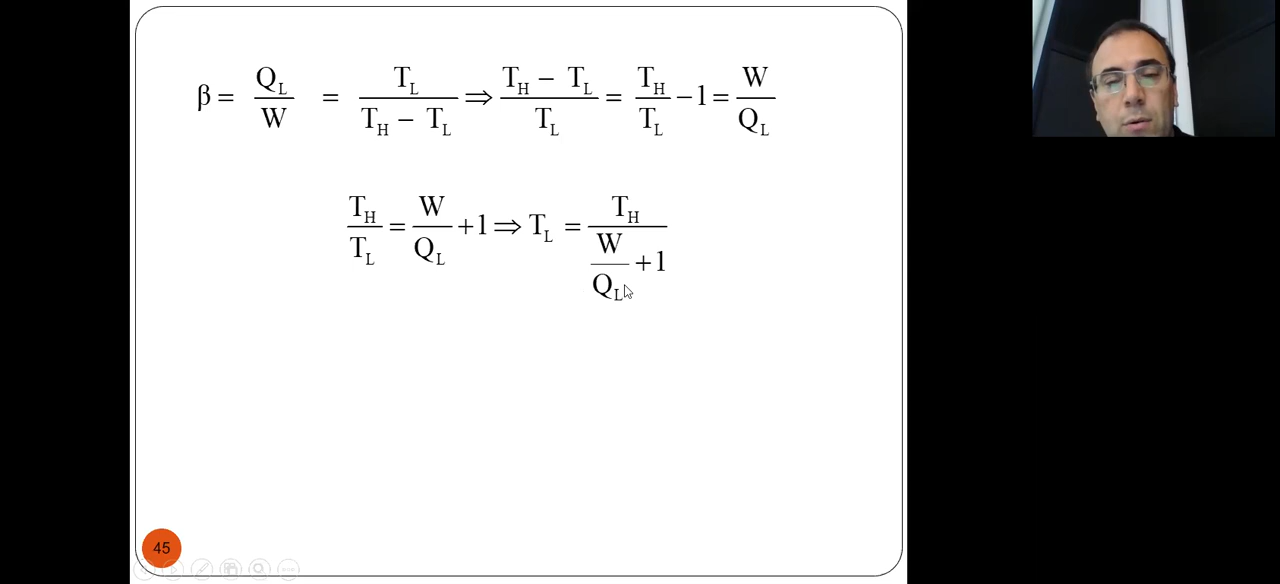 β = Q_L / W = T_L / (T_H − T_L) ⇒ (T_H − T_L) / T_L = T_H / T_L − 1 = W / Q_L
T_H / T_L = W / Q_L + 1 ⇒ T_L = T_H / (W / Q_L + 1)
45